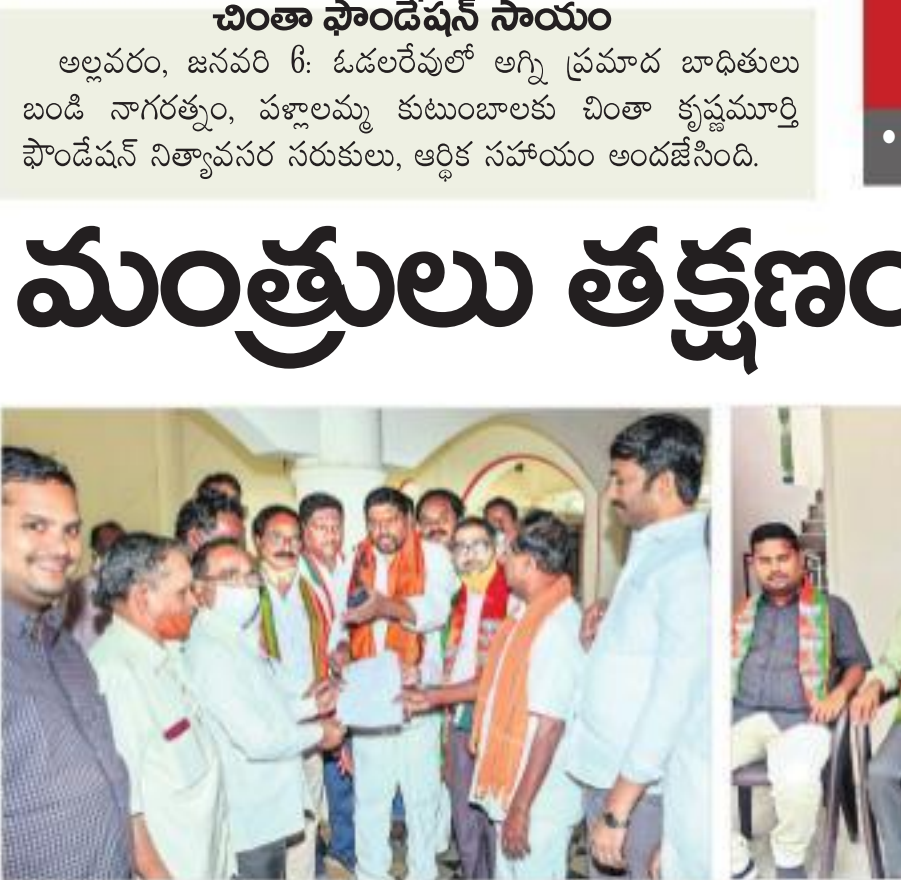 చింతా ఫౌండేషన్ సాయం
అల్లవరం, జనవరి 6: ఓడలరేవులో అగ్ని ప్రమాద బాధితులు
బండి నాగరత్నం, పళ్లాలమ్మ కుటుంబాలకు చింతా కృష్ణమూర్తి
ఫౌండేషన్ నిత్యావసర సరుకులు, ఆర్థిక సహాయం అందజేసింది.
మంత్రులు తక్షణం